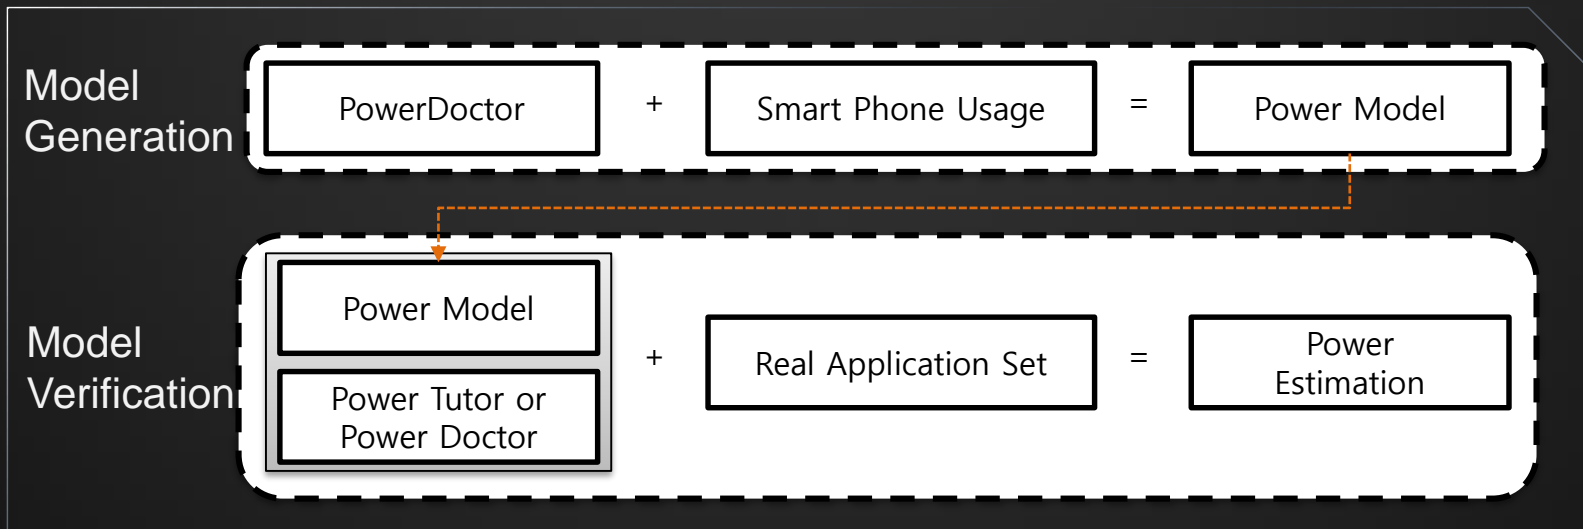 Model
Generation
PowerDoctor + Smart Phone Usage = Power Model
Model
Verification
Power Model
Power Tutor or
Power Doctor
+
Real Application Set
=
Power
Estimation